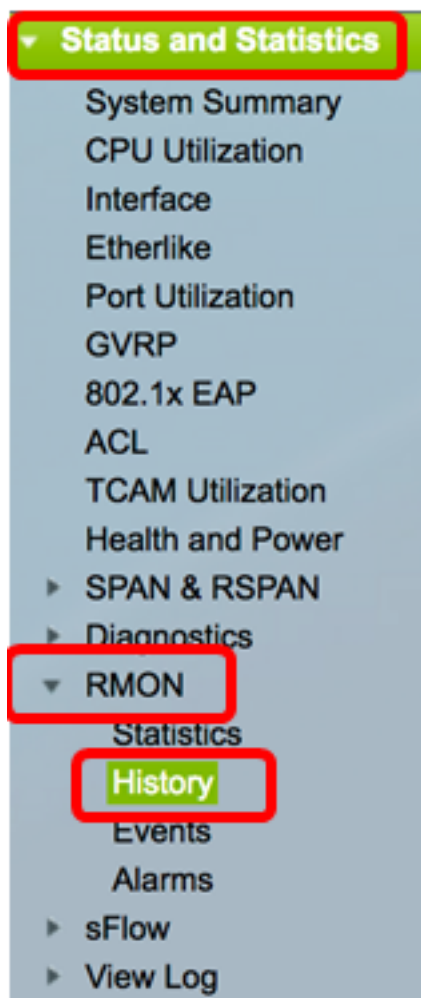 Status and Statistics
System Summary
CPU Utilization
Interface
Etherlike
Port Utilization
GVRP
802.1x EAP
ACL
TCAM Utilization
Health and Power
SPAN & RSPAN
Diagnostics
RMON
Statistics
History
Events
Alarms
sFlow
View Log